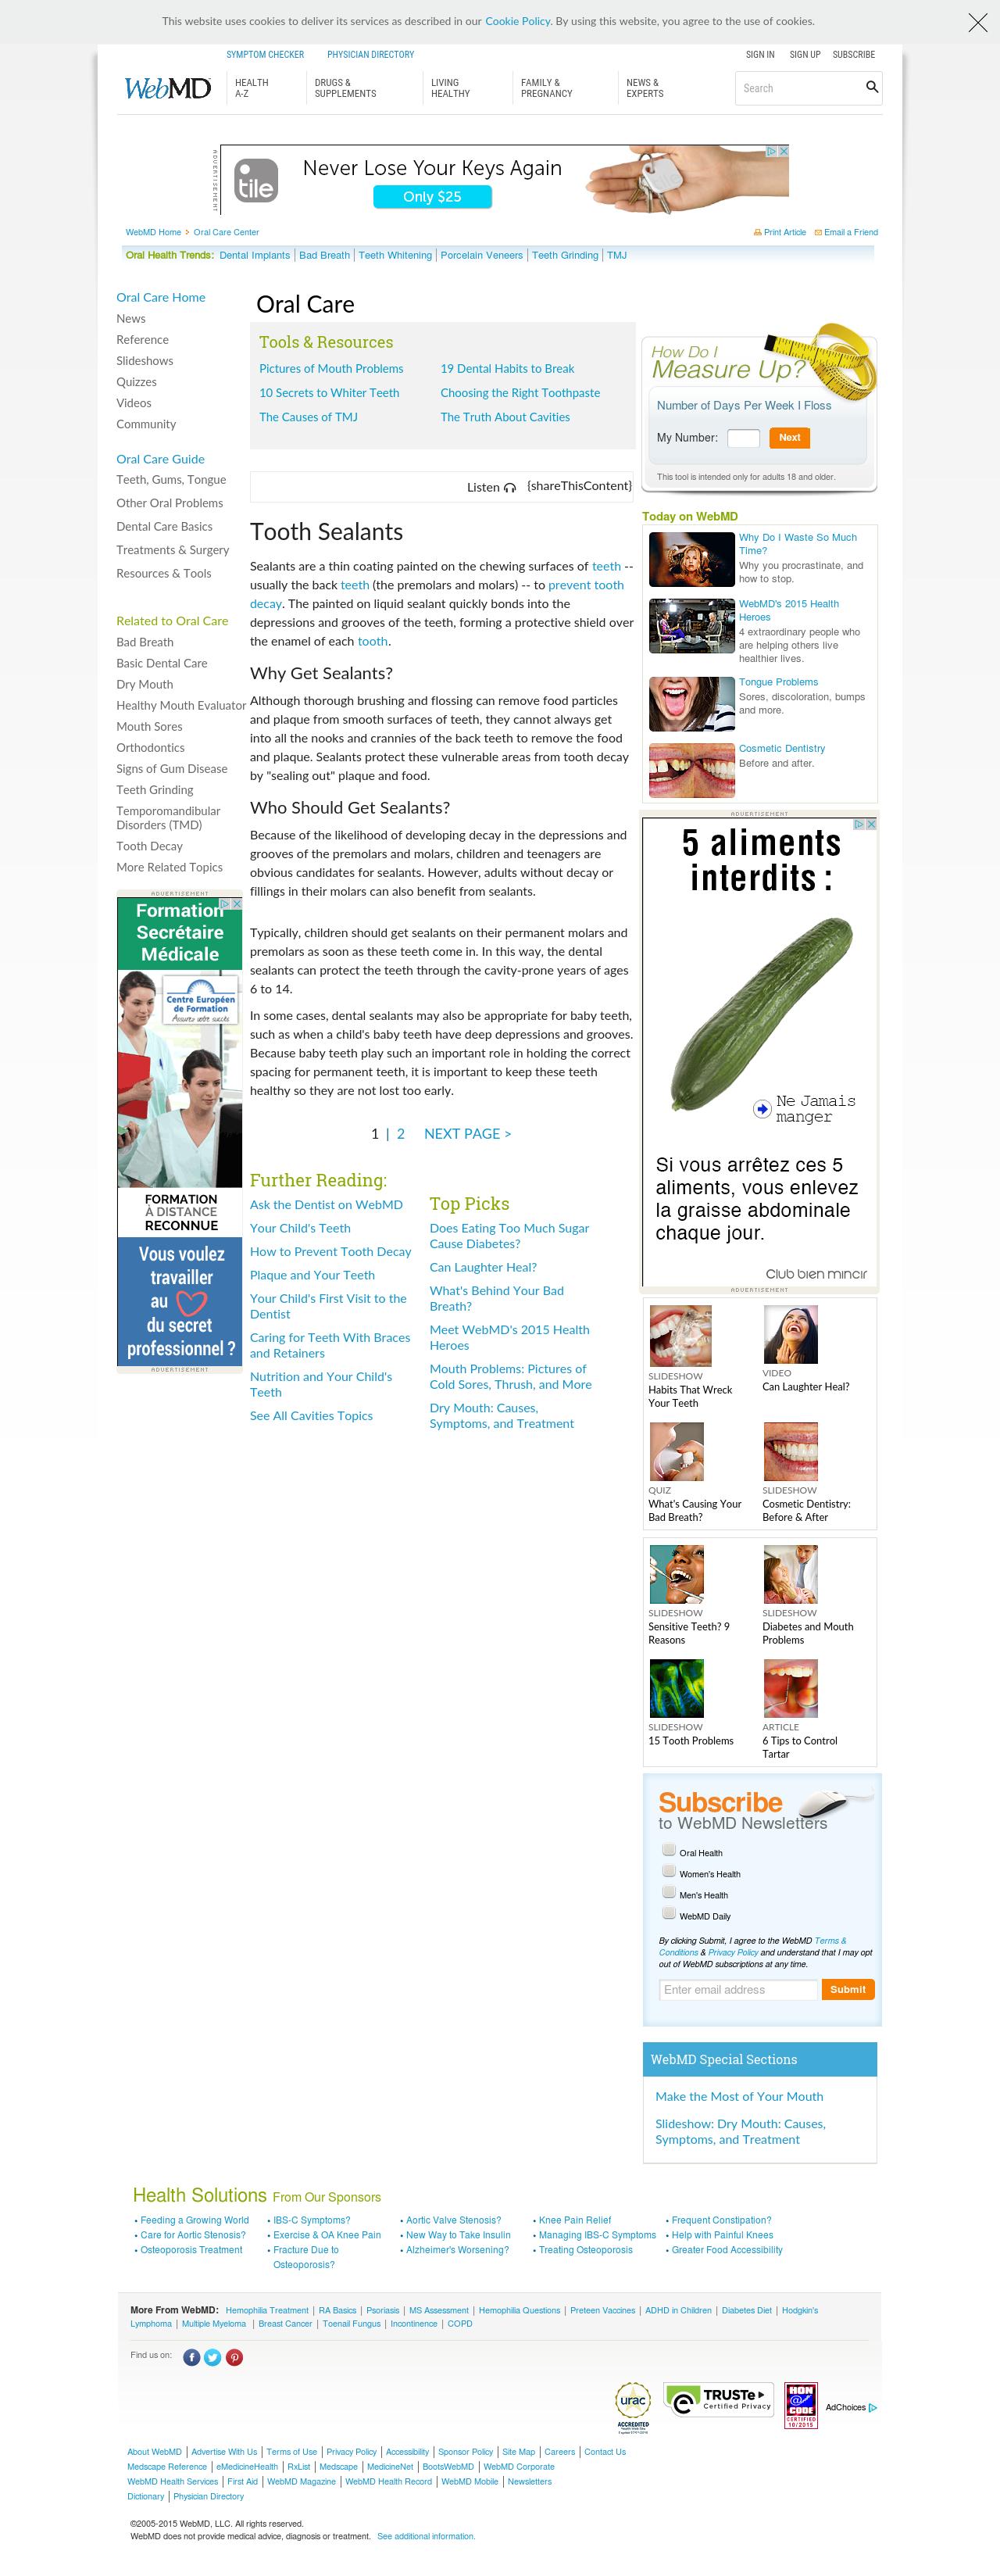 This website uses cookies to deliver its services as described in our Cookie Policy. By using this website, you agree to the use of cookies.
SYMPTOM CHECKER PHYSICIAN DIRECTORY SIGN IN SIGN UP SUBSCRIBE
WebMD
HEALTH
A-Z
DRUGS &
SUPPLEMENTS
LIVING
HEALTHY
FAMILY &
PREGNANCY
NEWS &
EXPERTS
Search
ADVERTISEMENT
tile
Never Lose Your Keys Again
Only $25
WebMD Home > Oral Care Center
Print Article Email a Friend
Oral Health Trends: Dental Implants | Bad Breath | Teeth Whitening | Porcelain Veneers | Teeth Grinding | TMJ
Oral Care Home
News
Reference
Slideshows
Quizzes
Videos
Community
Oral Care Guide
Teeth, Gums, Tongue
Other Oral Problems
Dental Care Basics
Treatments & Surgery
Resources & Tools
Related to Oral Care
Bad Breath
Basic Dental Care
Dry Mouth
Healthy Mouth Evaluator
Mouth Sores
Orthodontics
Signs of Gum Disease
Teeth Grinding
Temporomandibular
Disorders (TMD)
Tooth Decay
More Related Topics
ADVERTISEMENT
Formation
Secrétaire
Médicale
Centre Européen
de Formation
Assurez votre succès
FORMATION
À DISTANCE
RECONNUE
Vous voulez
travailler
au
du secret
professionnel ?
ADVERTISEMENT
Oral Care
Tools & Resources
Pictures of Mouth Problems
10 Secrets to Whiter Teeth
The Causes of TMJ
19 Dental Habits to Break
Choosing the Right Toothpaste
The Truth About Cavities
Listen {shareThisContent}
Tooth Sealants
Sealants are a thin coating painted on the chewing surfaces of teeth --
usually the back teeth (the premolars and molars) -- to prevent tooth
decay. The painted on liquid sealant quickly bonds into the
depressions and grooves of the teeth, forming a protective shield over
the enamel of each tooth.
Why Get Sealants?
Although thorough brushing and flossing can remove food particles
and plaque from smooth surfaces of teeth, they cannot always get
into all the nooks and crannies of the back teeth to remove the food
and plaque. Sealants protect these vulnerable areas from tooth decay
by "sealing out" plaque and food.
Who Should Get Sealants?
Because of the likelihood of developing decay in the depressions and
grooves of the premolars and molars, children and teenagers are
obvious candidates for sealants. However, adults without decay or
fillings in their molars can also benefit from sealants.
Typically, children should get sealants on their permanent molars and
premolars as soon as these teeth come in. In this way, the dental
sealants can protect the teeth through the cavity-prone years of ages
6 to 14.
In some cases, dental sealants may also be appropriate for baby teeth,
such as when a child's baby teeth have deep depressions and grooves.
Because baby teeth play such an important role in holding the correct
spacing for permanent teeth, it is important to keep these teeth
healthy so they are not lost too early.
1 | 2 NEXT PAGE >
Further Reading:
Ask the Dentist on WebMD
Your Child's Teeth
How to Prevent Tooth Decay
Plaque and Your Teeth
Your Child's First Visit to the
Dentist
Caring for Teeth With Braces
and Retainers
Nutrition and Your Child's
Teeth
See All Cavities Topics
Top Picks
Does Eating Too Much Sugar
Cause Diabetes?
Can Laughter Heal?
What's Behind Your Bad
Breath?
Meet WebMD's 2015 Health
Heroes
Mouth Problems: Pictures of
Cold Sores, Thrush, and More
Dry Mouth: Causes,
Symptoms, and Treatment
How Do I
Measure Up?
Number of Days Per Week I Floss
My Number: Next
This tool is intended only for adults 18 and older.
Today on WebMD
Why Do I Waste So Much
Time?
Why you procrastinate, and
how to stop.
WebMD's 2015 Health
Heroes
4 extraordinary people who
are helping others live
healthier lives.
Tongue Problems
Sores, discoloration, bumps
and more.
Cosmetic Dentistry
Before and after.
ADVERTISEMENT
5 aliments
interdits :
Ne Jamais
manger
Si vous arrêtez ces 5
aliments, vous enlevez
la graisse abdominale
chaque jour.
Club bien mincir
ADVERTISEMENT
SLIDESHOW
Habits That Wreck
Your Teeth
VIDEO
Can Laughter Heal?
QUIZ
What's Causing Your
Bad Breath?
SLIDESHOW
Cosmetic Dentistry:
Before & After
SLIDESHOW
Sensitive Teeth? 9
Reasons
SLIDESHOW
Diabetes and Mouth
Problems
SLIDESHOW
15 Tooth Problems
ARTICLE
6 Tips to Control
Tartar
Subscribe
to WebMD Newsletters
Oral Health
Women's Health
Men's Health
WebMD Daily
By clicking Submit, I agree to the WebMD Terms &
Conditions & Privacy Policy and understand that I may opt
out of WebMD subscriptions at any time.
Enter email address Submit
WebMD Special Sections
Make the Most of Your Mouth
Slideshow: Dry Mouth: Causes,
Symptoms, and Treatment
Health Solutions From Our Sponsors
• Feeding a Growing World
• Care for Aortic Stenosis?
• Osteoporosis Treatment
• IBS-C Symptoms?
• Exercise & OA Knee Pain
• Fracture Due to
Osteoporosis?
• Aortic Valve Stenosis?
• New Way to Take Insulin
• Alzheimer's Worsening?
• Knee Pain Relief
• Managing IBS-C Symptoms
• Treating Osteoporosis
• Frequent Constipation?
• Help with Painful Knees
• Greater Food Accessibility
More From WebMD: Hemophilia Treatment | RA Basics | Psoriasis | MS Assessment | Hemophilia Questions | Preteen Vaccines | ADHD in Children | Diabetes Diet | Hodgkin's
Lymphoma | Multiple Myeloma | Breast Cancer | Toenail Fungus | Incontinence | COPD
Find us on:
urac
ACCREDITED
TRUSTe
Certified Privacy
HON
CODE
CERTIFIED
10/2015
AdChoices
About WebMD | Advertise With Us | Terms of Use | Privacy Policy | Accessibility | Sponsor Policy | Site Map | Careers | Contact Us
Medscape Reference | eMedicineHealth | RxList | Medscape | MedicineNet | BootsWebMD | WebMD Corporate
WebMD Health Services | First Aid | WebMD Magazine | WebMD Health Record | WebMD Mobile | Newsletters
Dictionary | Physician Directory
©2005-2015 WebMD, LLC. All rights reserved.
WebMD does not provide medical advice, diagnosis or treatment. See additional information.